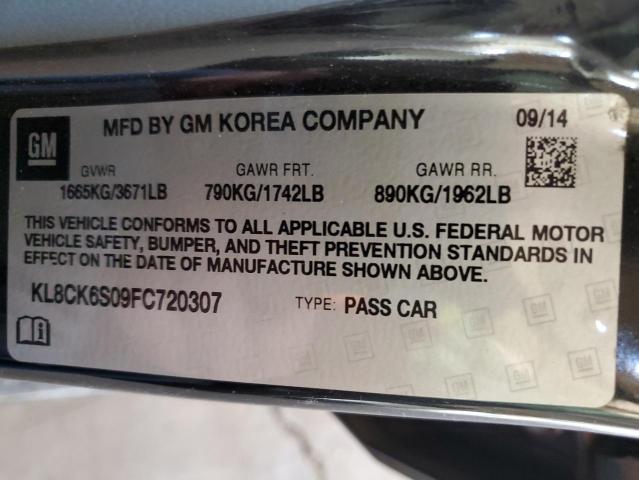 GM MFD BY GM KOREA COMPANY 09/14
GVWR GAWR FRT. GAWR RR.
1665KG/3671LB 790KG/1742LB 890KG/1962LB
THIS VEHICLE CONFORMS TO ALL APPLICABLE U.S. FEDERAL MOTOR
VEHICLE SAFETY, BUMPER, AND THEFT PREVENTION STANDARDS IN
EFFECT ON THE DATE OF MANUFACTURE SHOWN ABOVE.
KL8CK6S09FC720307 TYPE: PASS CAR